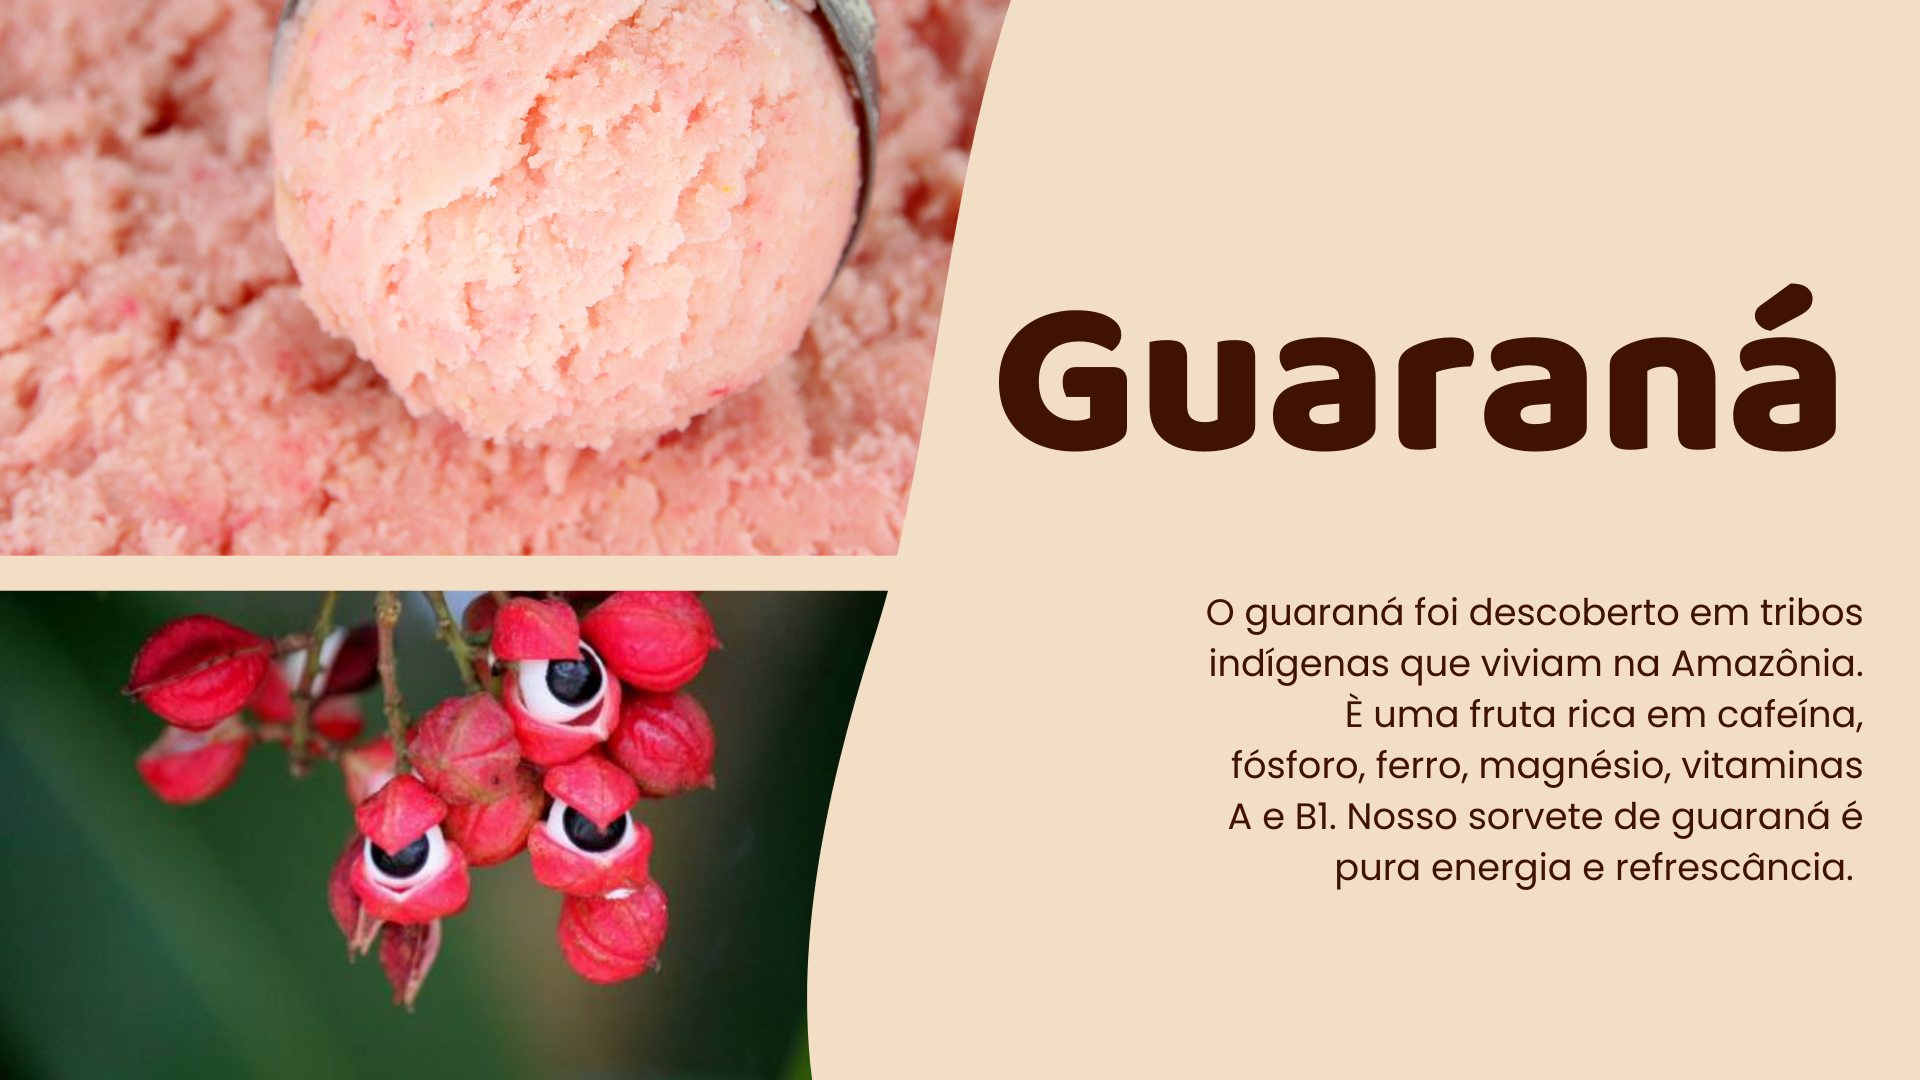 Guaraná
O guaraná foi descoberto em tribos
indígenas que viviam na Amazônia.
È uma fruta rica em cafeína,
fósforo, ferro, magnésio, vitaminas
A e B1. Nosso sorvete de guaraná é
pura energia e refrescância.